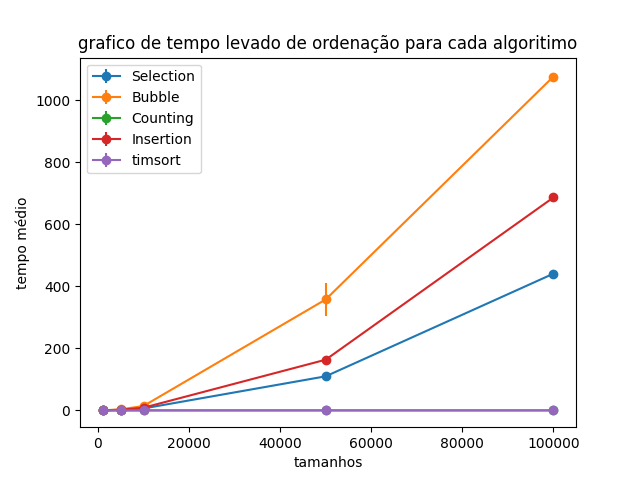 grafico de tempo levado de ordenação para cada algoritimo
Selection
Bubble
Counting
Insertion
timsort
1000
800
600
400
200
0
tempo médio
0 20000 40000 60000 80000 100000
tamanhos